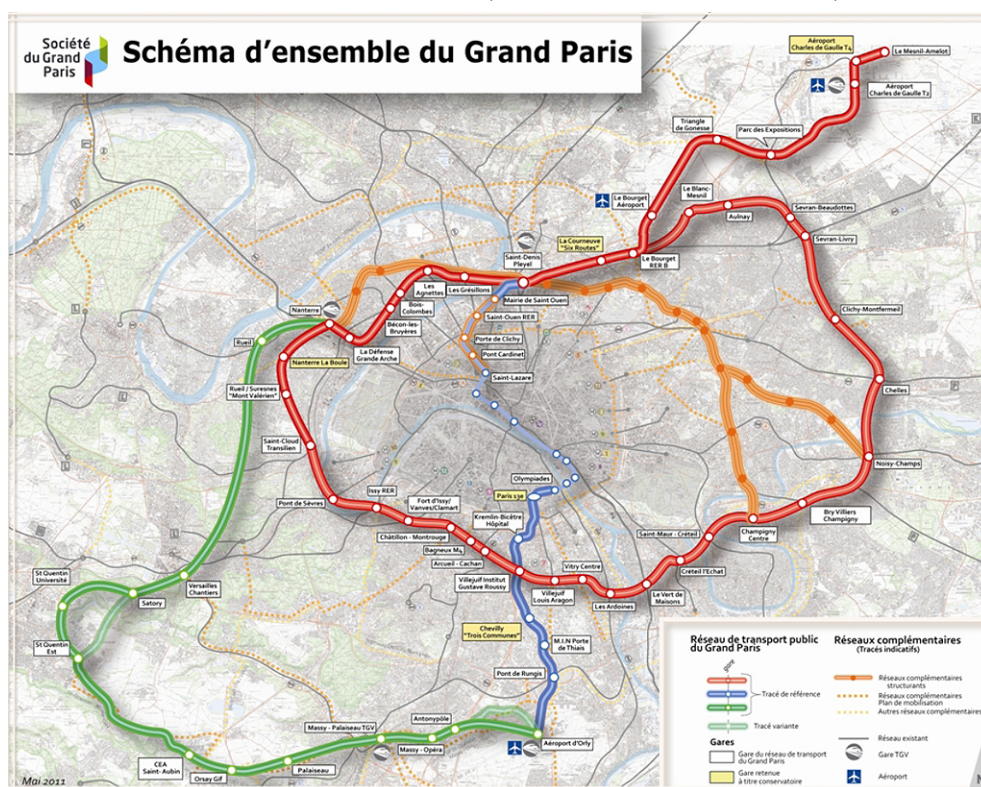 Société
du Grand
Paris
Schéma d'ensemble du Grand Paris
Aéroport
Charles de Gaulle T4
Le Mesnil-Amelot
Aéroport
Charles de Gaulle T2
Triangle
de Gonesse
Parc des Expositions
Le Bourget
Aéroport
Le Blanc-
Mesnil
Aulnay
Sevran-Beaudottes
Sevran-Livry
La Courneuve
"Six Routes"
Le Bourget
RER B
Saint-Denis
Pleyel
Les
Agnettes
Les Grésillons
Mairie de Saint Ouen
Bois-
Colombes
Saint-Ouen RER
Nanterre
Bécon-les-
Bruyères
Clichy-Montfermeil
Porte de Clichy
Rueil
La Défense
Grande Arche
Pont Cardinet
Nanterre La Boule
Saint-Lazare
Chelles
Rueil / Suresnes
"Mont Valérien"
Saint-Cloud
Transilien
Noisy-Champs
Olympiades
Issy RER
Paris 13e
Pont de Sèvres
Fort d'Issy/
Vanves/Clamart
Bry Villiers
Champigny
Kremlin-Bicêtre
Hôpital
Châtillon - Montrouge
Saint-Maur - Créteil
Champigny
Centre
Bagneux M4
Arcueil - Cachan
Vitry Centre
Créteil l'Echat
St Quentin
Université
Versailles
Chantiers
Villejuif Institut
Gustave Roussy
Villejuif
Louis Aragon
Le Vert de
Maisons
Satory
Les Ardoines
Chevilly
"Trois Communes"
St Quentin
Est
M.I.N Porte
de Thiais
Pont de Rungis
Antonypôle
Massy - Palaiseau TGV
Massy - Opéra
Aéroport d'Orly
CEA
Saint-Aubin
Orsay Gif
Palaiseau
Mai 2011
Réseau de transport public
du Grand Paris
gare
Tracé de référence
Tracé variante
Gares
Gare du réseau de transport
du Grand Paris
Gare retenue
à titre conservatoire
Réseaux complémentaires
(Tracés indicatifs)
Réseaux complémentaires
structurants
Réseaux complémentaires
Plan de mobilisation
Autres réseaux complémentaires
Réseau existant
Gare TGV
Aéroport
N